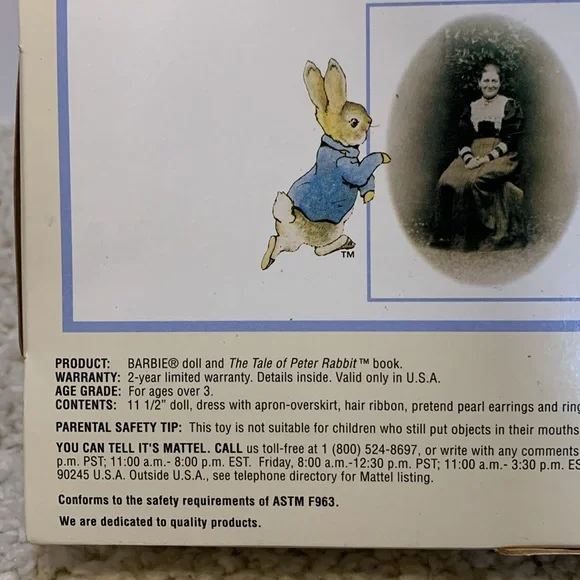 TM
PRODUCT: BARBIE® doll and The Tale of Peter Rabbit™ book.
WARRANTY: 2-year limited warranty. Details inside. Valid only in U.S.A.
AGE GRADE: For ages over 3.
CONTENTS: 11 1/2" doll, dress with apron-overskirt, hair ribbon, pretend pearl earrings and ring
PARENTAL SAFETY TIP: This toy is not suitable for children who still put objects in their mouths
YOU CAN TELL IT'S MATTEL. CALL us toll-free at 1 (800) 524-8697, or write with any comments
p.m. PST; 11:00 a.m.- 8:00 p.m. EST. Friday, 8:00 a.m.-12:30 p.m. PST; 11:00 a.m.- 3:30 p.m. ES
90245 U.S.A. Outside U.S.A., see telephone directory for Mattel listing.
Conforms to the safety requirements of ASTM F963.
We are dedicated to quality products.